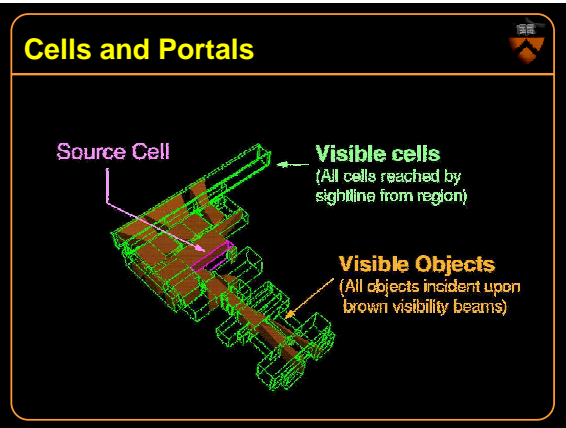 Cells and Portals
Source Cell
Visible cells
(All cells reached by
sightline from region)
Visible Objects
(All objects incident upon
brown visibility beams)